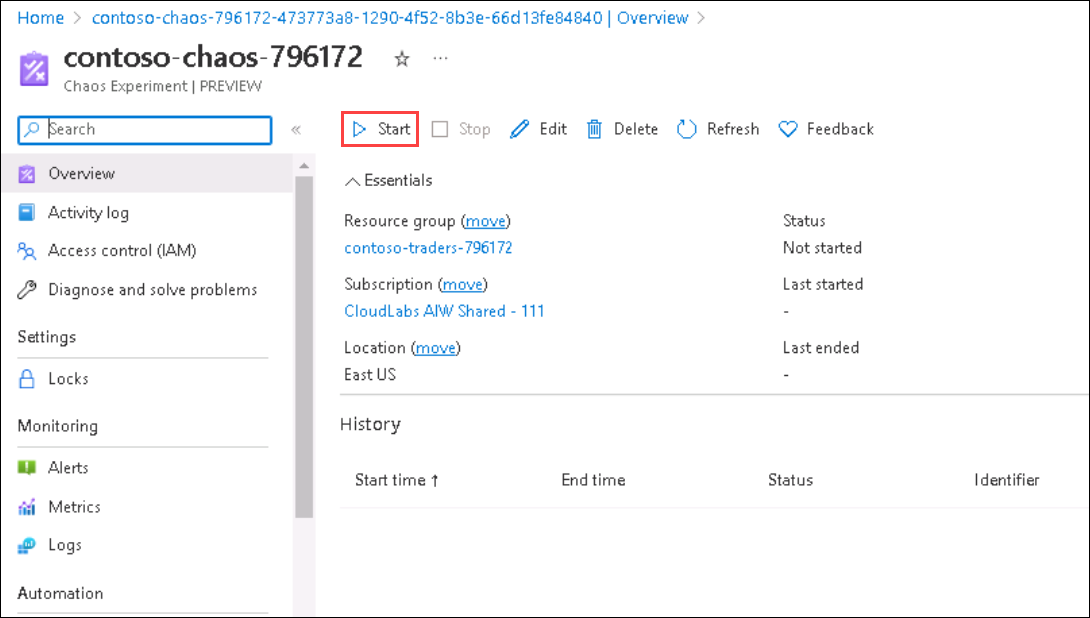 Home > contoso-chaos-796172-473773a8-1290-4f52-8b3e-66d13fe84840 | Overview >
contoso-chaos-796172
Chaos Experiment | PREVIEW
Search
«
Start
Stop
Edit
Delete
Refresh
Feedback
Overview
Activity log
Access control (IAM)
Diagnose and solve problems
Settings
Locks
Monitoring
Alerts
Metrics
Logs
Automation
Essentials
Resource group (move)
contoso-traders-796172
Subscription (move)
CloudLabs AIW Shared - 111
Location (move)
East US
Status
Not started
Last started
-
Last ended
-
History
Start time ↑
End time
Status
Identifier